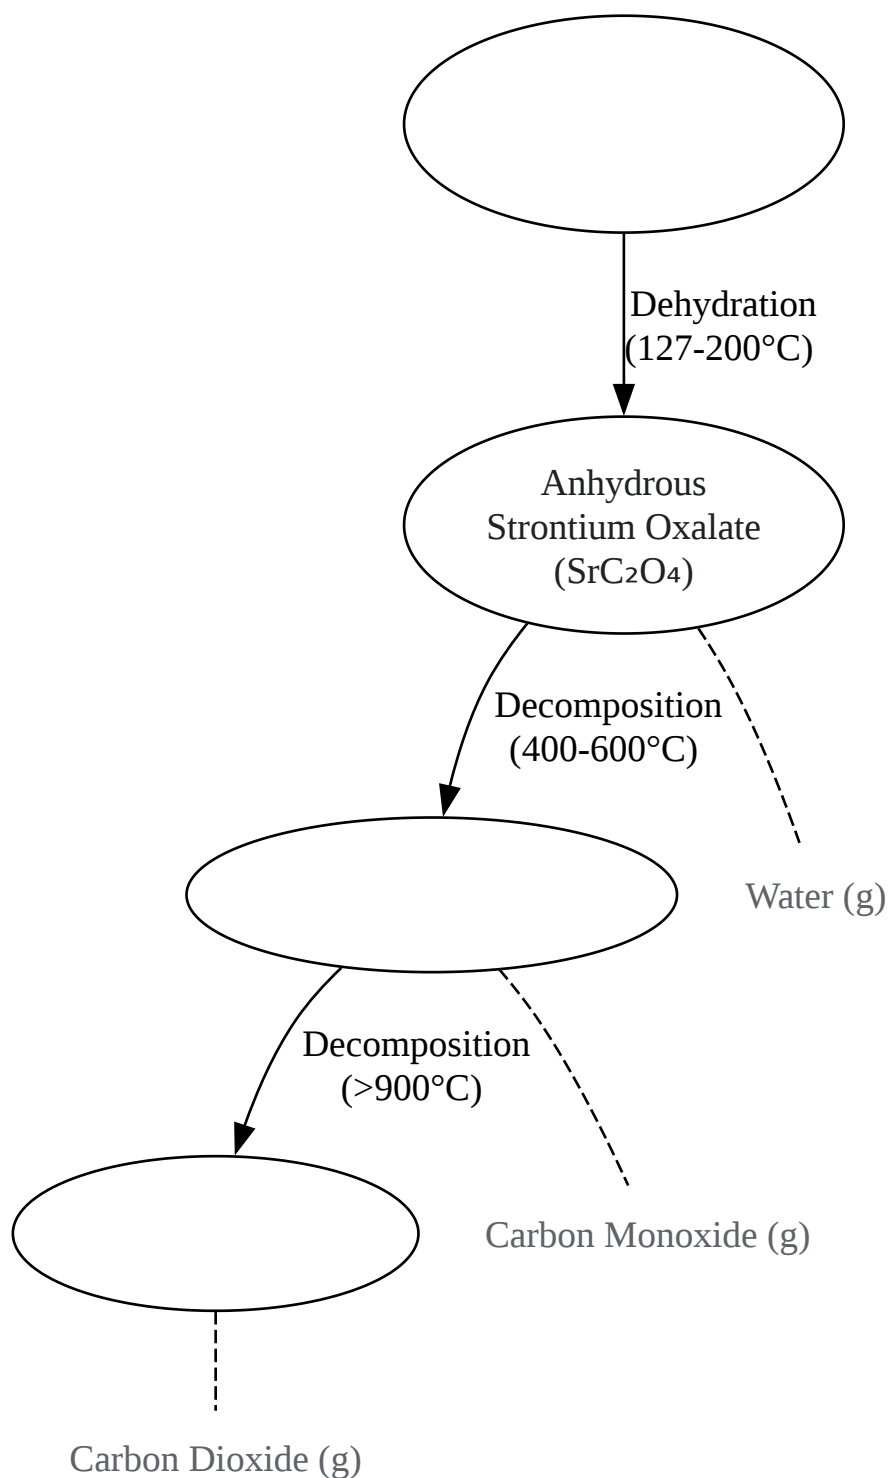 Dehydration
(127-200°C)
Anhydrous
Strontium Oxalate
(SrC₂O₄)
Decomposition
(400-600°C)
Water (g)
Decomposition
(>900°C)
Carbon Monoxide (g)
Carbon Dioxide (g)